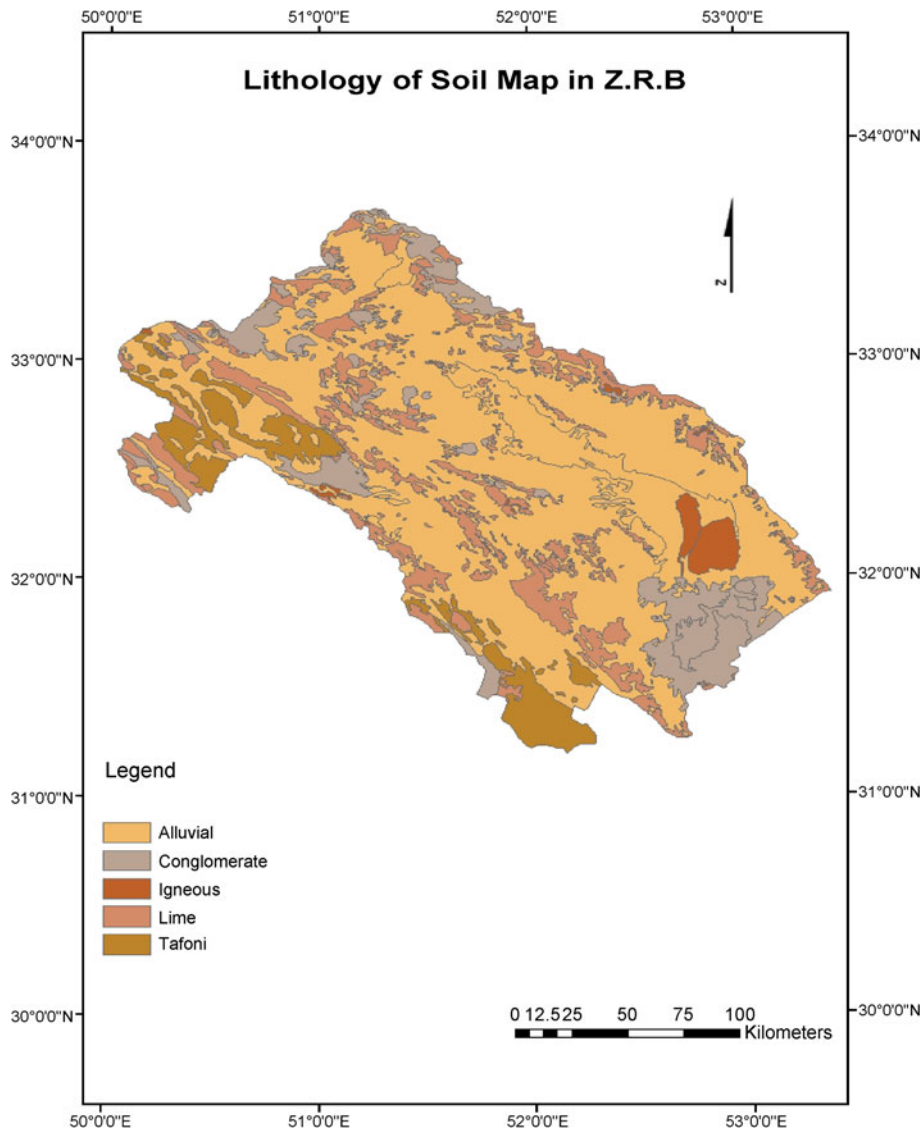 50°0'0"E 51°0'0"E 52°0'0"E 53°0'0"E
Lithology of Soil Map in Z.R.B
34°0'0"N 34°0'0"N
N
33°0'0"N 33°0'0"N
32°0'0"N 32°0'0"N
Legend
31°0'0"N 31°0'0"N
Alluvial
Conglomerate
Igneous
Lime
Tafoni
30°0'0"N 30°0'0"N
0 12.525 50 75 100
Kilometers
50°0'0"E 51°0'0"E 52°0'0"E 53°0'0"E